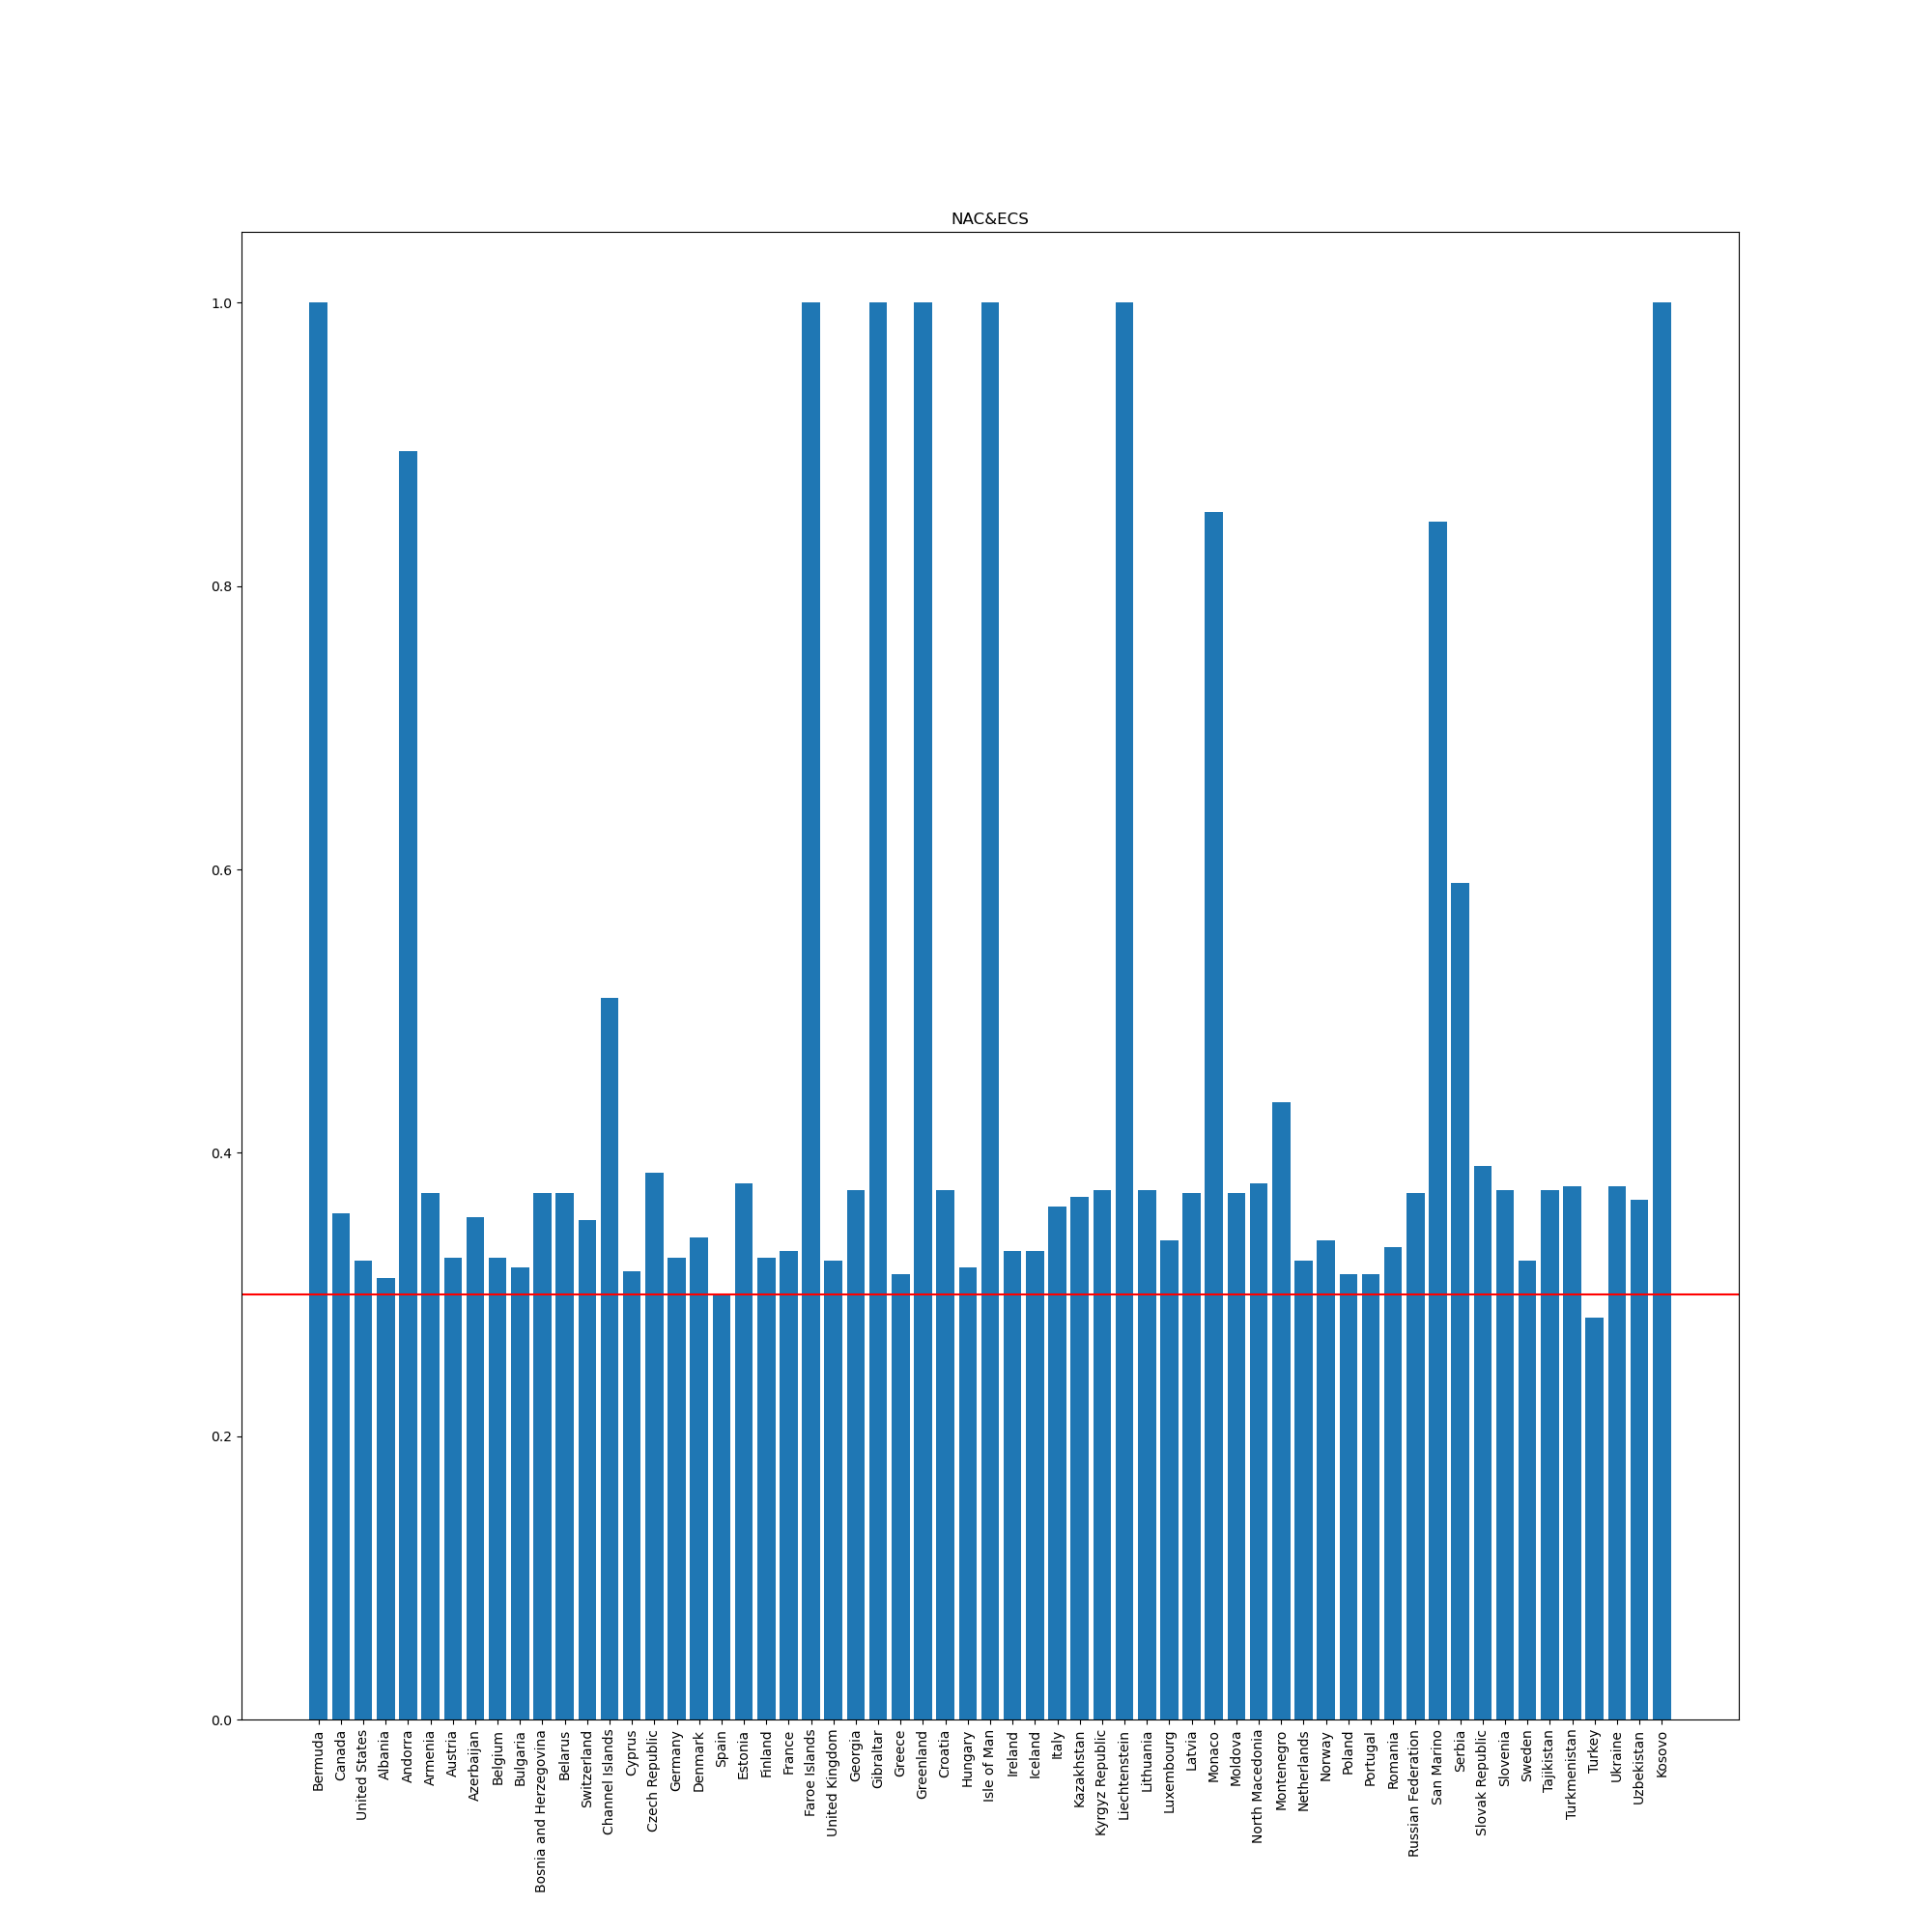 NAC&ECS
1.0
0.8
0.6
0.4
0.2
0.0
Bermuda
Canada
United States
Albania
Andorra
Armenia
Austria
Azerbaijan
Belgium
Bulgaria
Bosnia and Herzegovina
Belarus
Switzerland
Channel Islands
Cyprus
Czech Republic
Germany
Denmark
Spain
Estonia
Finland
France
Faroe Islands
United Kingdom
Georgia
Gibraltar
Greece
Greenland
Croatia
Hungary
Isle of Man
Ireland
Iceland
Italy
Kazakhstan
Kyrgyz Republic
Liechtenstein
Lithuania
Luxembourg
Latvia
Monaco
Moldova
North Macedonia
Montenegro
Netherlands
Norway
Poland
Portugal
Romania
Russian Federation
San Marino
Serbia
Slovak Republic
Slovenia
Sweden
Tajikistan
Turkmenistan
Turkey
Ukraine
Uzbekistan
Kosovo